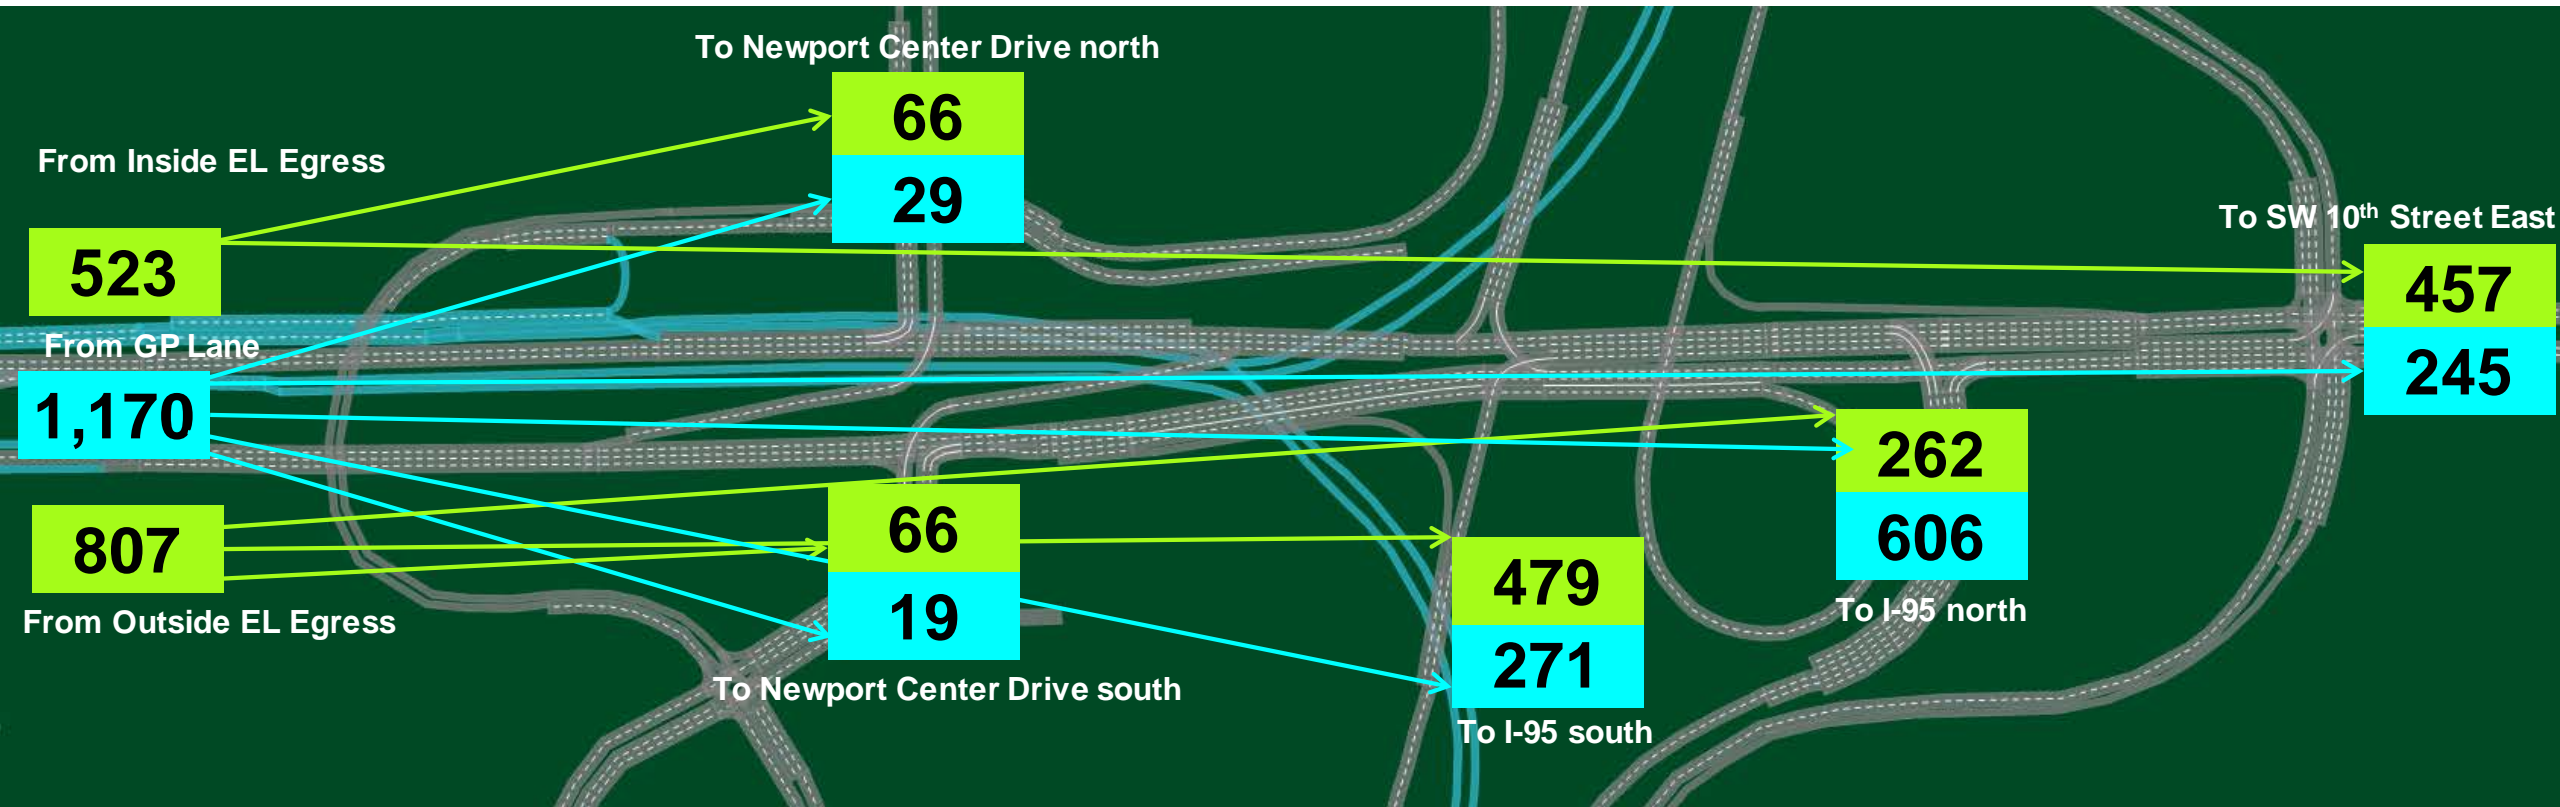 To Newport Center Drive north
66
29
From Inside EL Egress
523
To SW 10th Street East
457
245
From GP Lane
1,170
262
606
To I-95 north
807
From Outside EL Egress
66
19
To Newport Center Drive south
479
271
To I-95 south